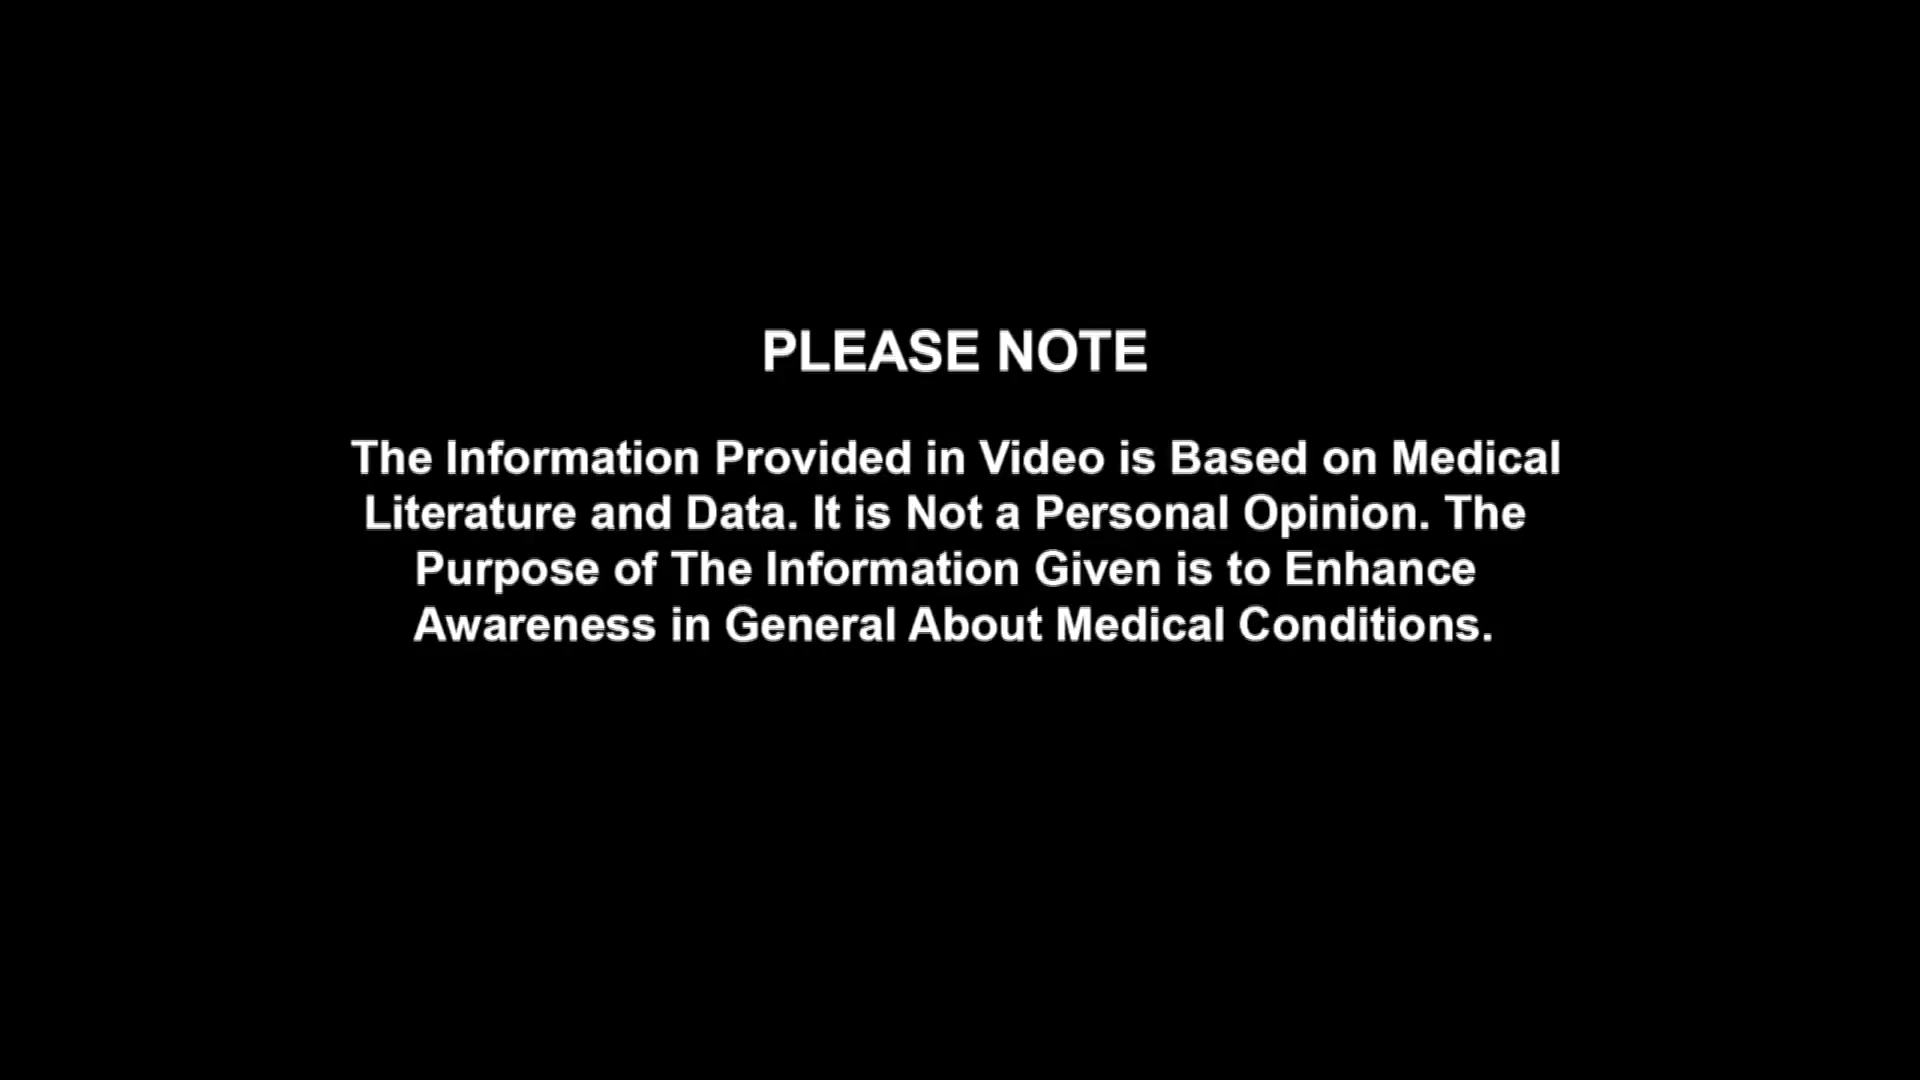 PLEASE NOTE
The Information Provided in Video is Based on Medical
Literature and Data. It is Not a Personal Opinion. The
Purpose of The Information Given is to Enhance
Awareness in General About Medical Conditions.